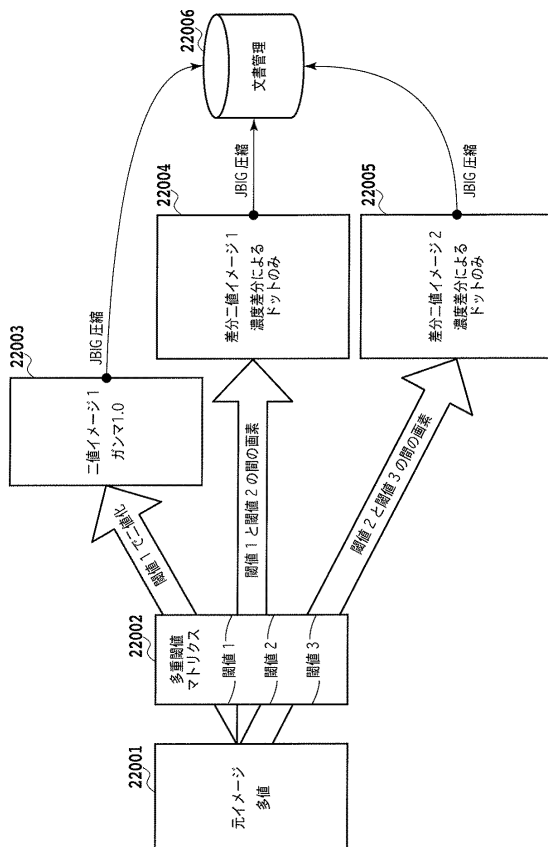 22001
元イメージ
多値
22002
多重閾値
マトリクス
閾値 1
閾値 2
閾値 3
閾値 1 で二値化
閾値 1 と閾値 2 の間の画素
閾値 2 と閾値 3 の間の画素
22003
二値イメージ 1
ガンマ1.0
JBIG 圧縮
22004
差分二値イメージ 1
濃度差分による
ドットのみ
JBIG 圧縮
22005
差分二値イメージ 2
濃度差分による
ドットのみ
JBIG 圧縮
22006
文書管理